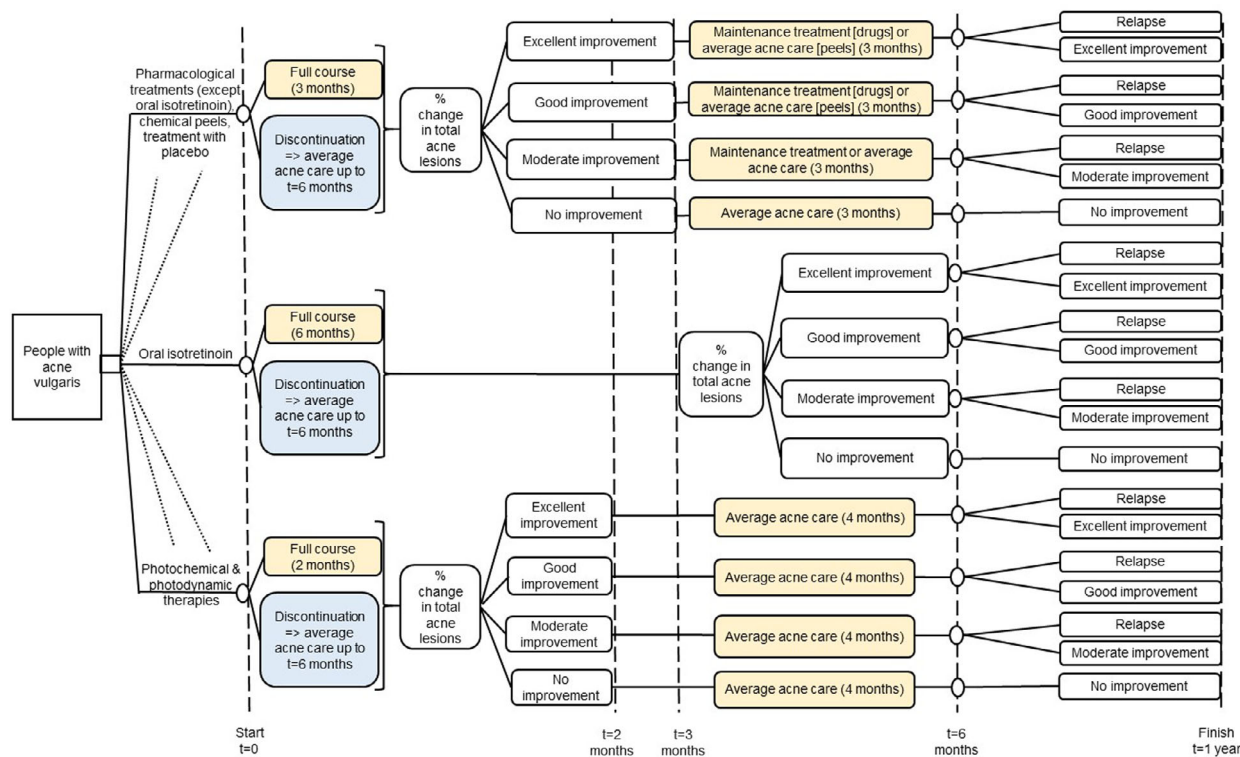 People with
acne
vulgaris
Pharmacological
treatments (except
oral isotretinoin),
chemical peels,
treatment with
placebo
Full course
(3 months)
Discontinuation
=> average
acne care up to
t=6 months
%
change in
total
acne
lesions
Excellent improvement
Maintenance treatment [drugs] or
average acne care [peels] (3 months)
Relapse
Excellent improvement
Good improvement
Maintenance treatment [drugs] or
average acne care [peels] (3 months)
Relapse
Good improvement
Moderate improvement
Maintenance treatment or average
acne care (3 months)
Relapse
Moderate improvement
No improvement
Average acne care (3 months)
No improvement
Oral isotretinoin
Full course
(6 months)
Discontinuation
=> average
acne care up to
t=6 months
%
change in
total acne
lesions
Excellent improvement
Relapse
Excellent improvement
Good improvement
Relapse
Good improvement
Moderate improvement
Relapse
Moderate improvement
No improvement
No improvement
Photochemical &
photodynamic
therapies
Full course
(2 months)
Discontinuation
=> average
acne care up to
t=6 months
%
change
in total
acne
lesions
Excellent
improvement
Average acne care (4 months)
Relapse
Excellent improvement
Good
improvement
Average acne care (4 months)
Relapse
Good improvement
Moderate
improvement
Average acne care (4 months)
Relapse
Moderate improvement
No
improvement
Average acne care (4 months)
No improvement
Start
t=0
t=2
months
t=3
months
t=6
months
Finish
t=1 year